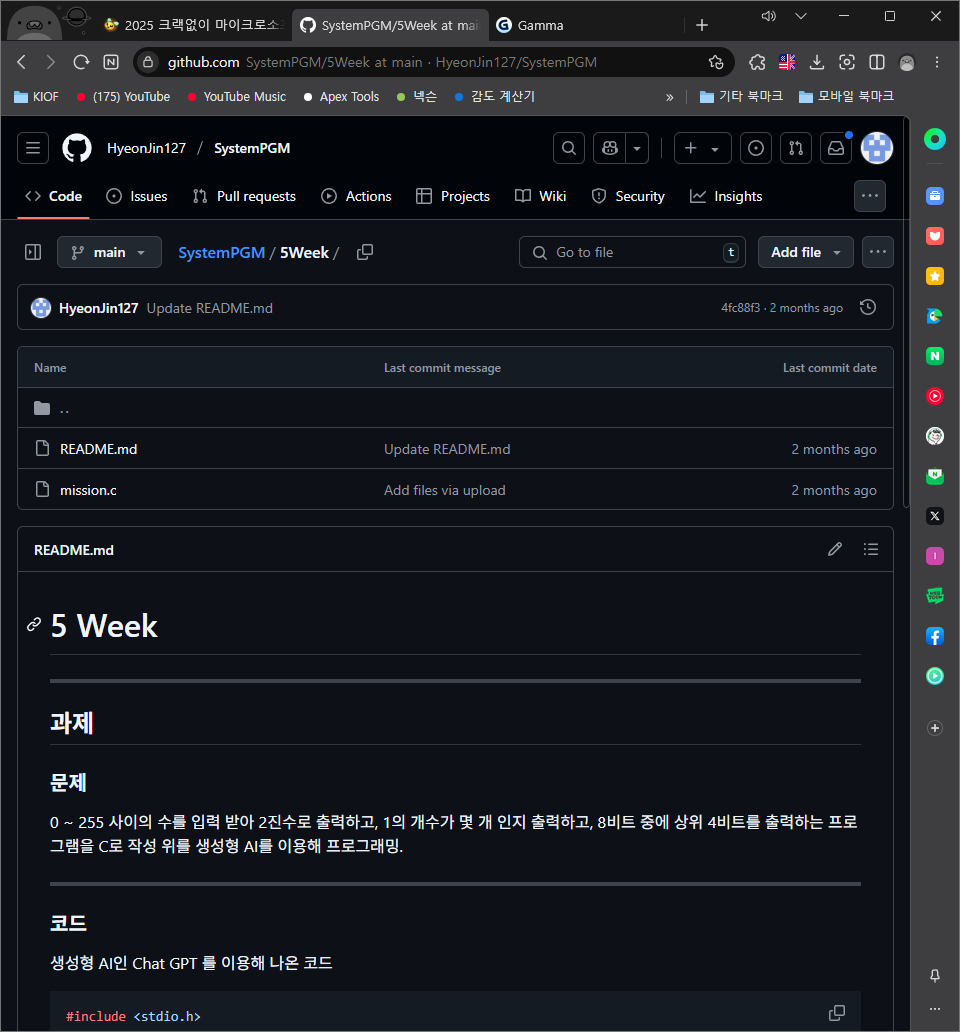 2025 크랙없이 마이크로소
SystemPGM/5Week at mai
Gamma
github.com SystemPGM/5Week at main · HyeonJin127/SystemPGM
KIOF (175) YouTube YouTube Music Apex Tools 넥슨 감도 계산기 » 기타 북마크 모바일 북마크
HyeonJin127 / SystemPGM
Code Issues Pull requests Actions Projects Wiki Security Insights
main SystemPGM / 5Week / Go to file t Add file
HyeonJin127 Update README.md 4fc88f3 · 2 months ago
Name Last commit message Last commit date
..
README.md Update README.md 2 months ago
mission.c Add files via upload 2 months ago
README.md
5 Week
과제
문제
0 ~ 255 사이의 수를 입력 받아 2진수로 출력하고, 1의 개수가 몇 개 인지 출력하고, 8비트 중에 상위 4비트를 출력하는 프로
그램을 C로 작성 위를 생성형 AI를 이용해 프로그래밍.
코드
생성형 AI인 Chat GPT 를 이용해 나온 코드
#include <stdio.h>